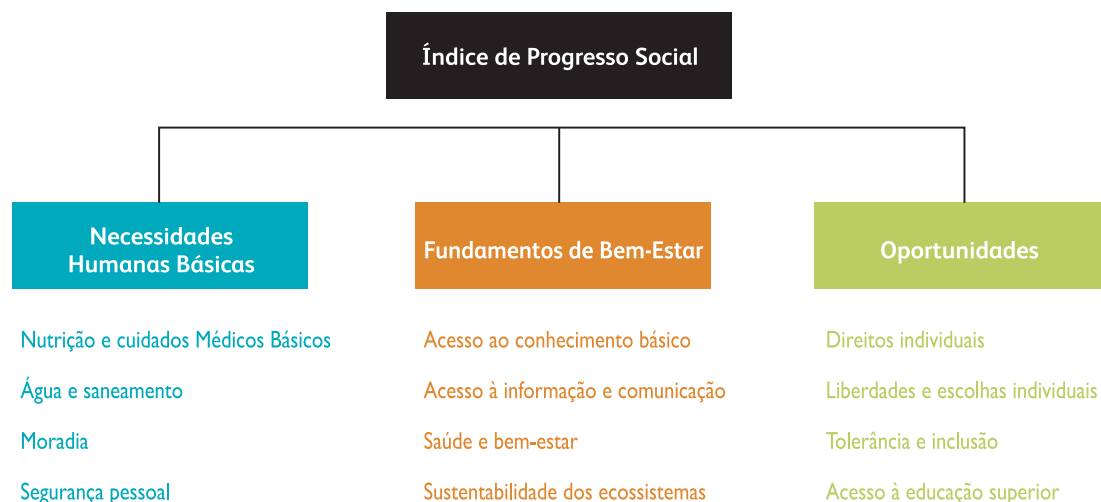 Índice de Progresso Social
Necessidades
Humanas Básicas
Nutrição e cuidados Médicos Básicos
Água e saneamento
Moradia
Segurança pessoal
Fundamentos de Bem-Estar
Acesso ao conhecimento básico
Acesso à informação e comunicação
Saúde e bem-estar
Sustentabilidade dos ecossistemas
Oportunidades
Direitos individuais
Liberdades e escolhas individuais
Tolerância e inclusão
Acesso à educação superior